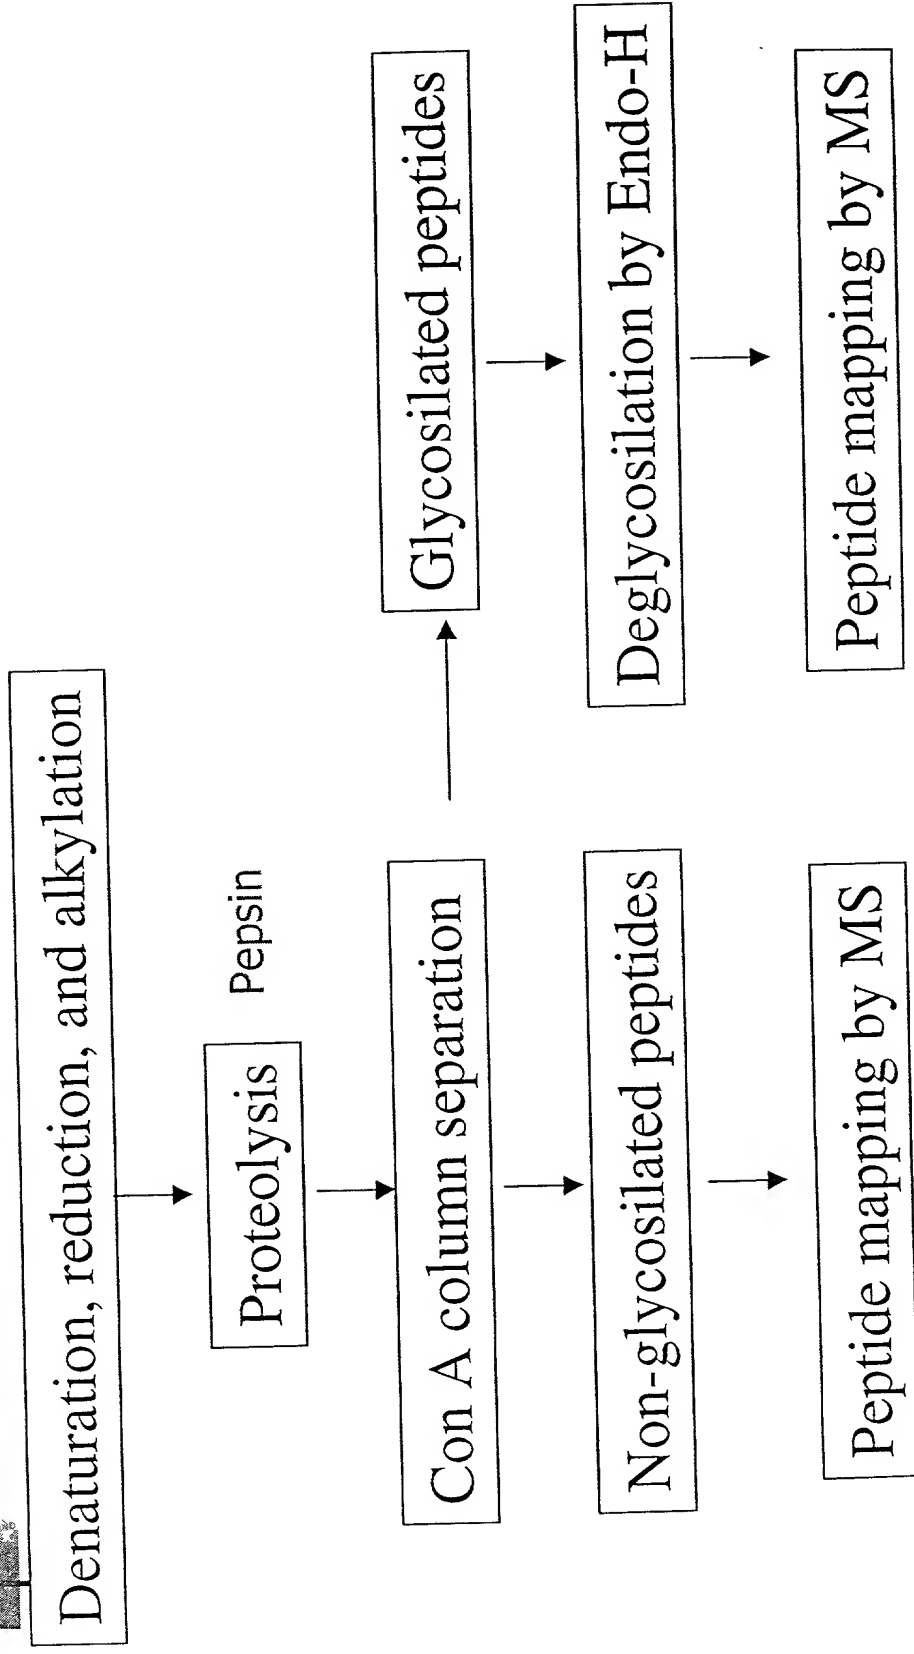 Denaturation, reduction, and alkylation
Proteolysis
Pepsin
Con A column separation
Glycosilated peptides
Non-glycosilated peptides
Deglycosilation by Endo-H
Peptide mapping by MS
Peptide mapping by MS